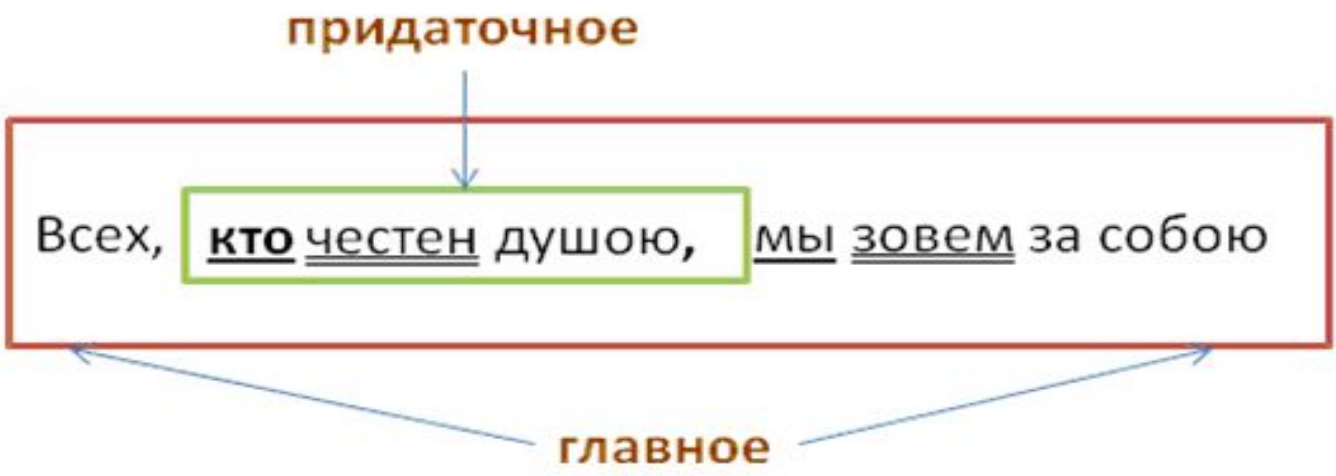 придаточное
Всех, кто честен душою, мы зовем за собою
главное